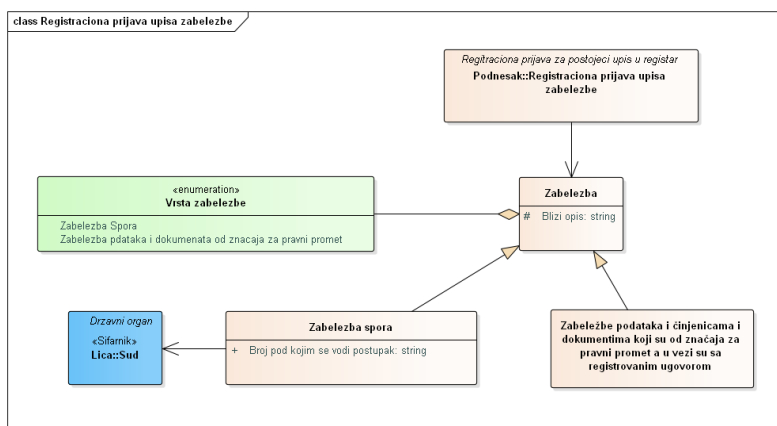 class Registraciona prijava upisa zabelezbe
Regitraciona prijava za postojeci upis u registar
Podnesak::Registraciona prijava upisa
zabelezbe
«enumeration»
Vrsta zabelezbe
Zabelezba Spora
Zabelezba pdataka i dokumenata od znacaja za pravni promet
Zabelezba
# Blizi opis: string
Drzavni organ
«Sifarnik»
Lica::Sud
Zabelezba spora
+ Broj pod kojim se vodi postupak: string
Zabeležbe podataka i činjenicama i
dokumentima koji su od značaja za
pravni promet a u vezi su sa
registrovanim ugovorom